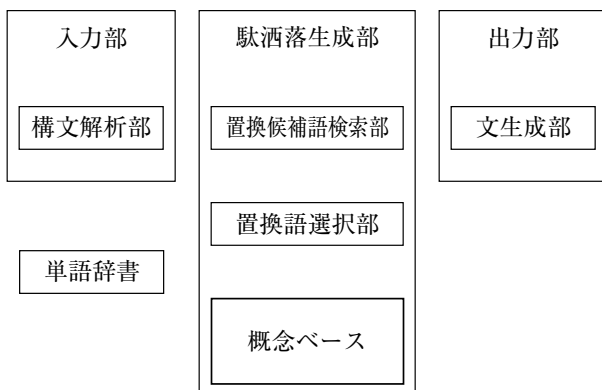 入力部
構文解析部
単語辞書
駄洒落生成部
置換候補語検索部
置換語選択部
概念ベース
出力部
文生成部